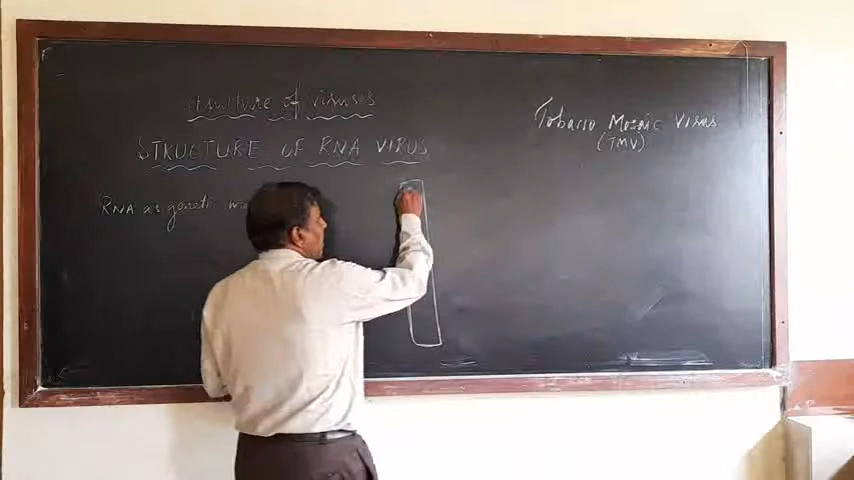 Structure of Viruses
STRUCTURE OF RNA VIRUS
RNA as genetic
Tobacco Mosaic Virus
(TMV)